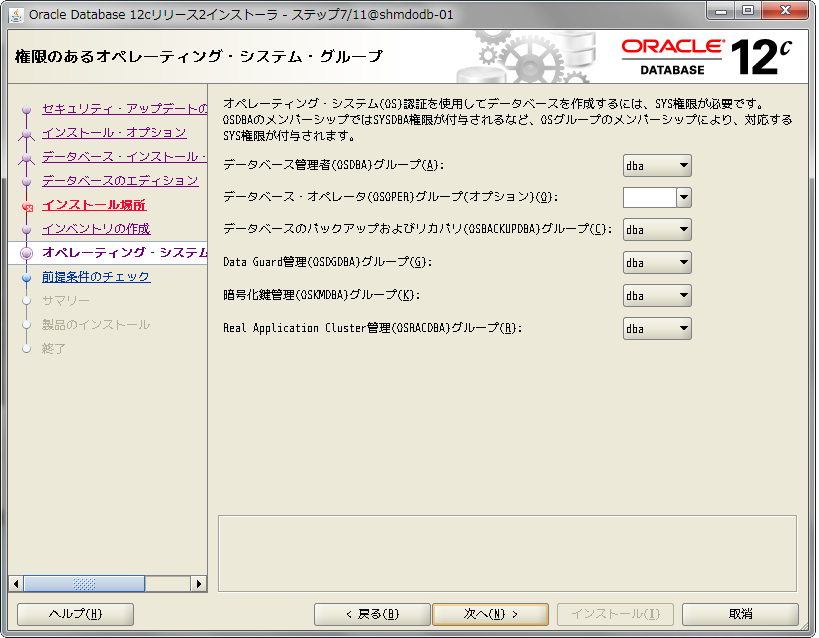 Oracle Database 12cリリース2インストーラ - ステップ7/11@shmdodb-01
権限のあるオペレーティング・システム・グループ
ORACLE
DATABASE
12c
セキュリティ・アップデートの
インストール・オプション
データベース・インストール・
データベースのエディション
インストール場所
インベントリの作成
オペレーティング・システム
前提条件のチェック
サマリー
製品のインストール
終了
オペレーティング・システム(OS)認証を使用してデータベースを作成するには、SYS権限が必要です。
OSDBAのメンバーシップではSYSDBA権限が付与されるなど、OSグループのメンバーシップにより、対応する
SYS権限が付与されます。
データベース管理者(OSDBA)グループ(A): dba
データベース・オペレータ(OSOPER)グループ(オプション)(O):
データベースのバックアップおよびリカバリ(OSBACKUPDBA)グループ(C): dba
Data Guard管理(OSDGDBA)グループ(G): dba
暗号化鍵管理(OSKMDBA)グループ(K): dba
Real Application Cluster管理(OSRACDBA)グループ(R): dba
ヘルプ(H)
< 戻る(B)
次へ(N) >
インストール(I)
取消